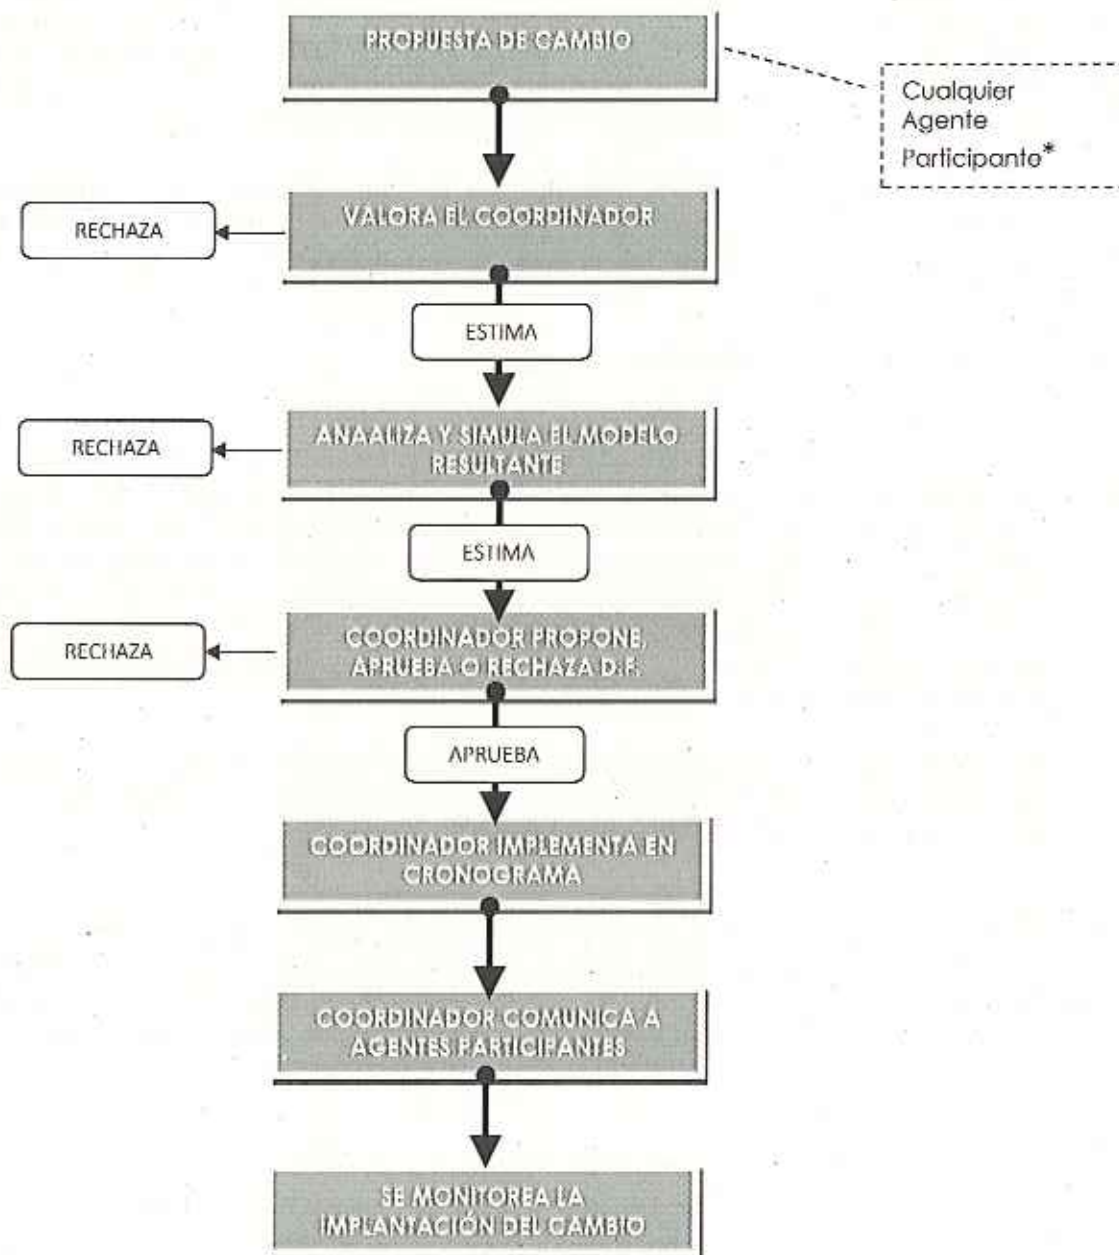 PROPUESTA DE CAMBIO
Cualquier
Agente
Participante*
VALORA EL COORDINADOR
RECHAZA
ESTIMA
ANAALIZA Y SIMULA EL MODELO
RESULTANTE
RECHAZA
ESTIMA
COORDINADOR PROPONE,
APRUEBA O RECHAZA D.F.
RECHAZA
APRUEBA
COORDINADOR IMPLEMENTA EN
CRONOGRAMA
COORDINADOR COMUNICA A
AGENTES PARTICIPANTES
SE MONITOREA LA
IMPLANTACIÓN DEL CAMBIO